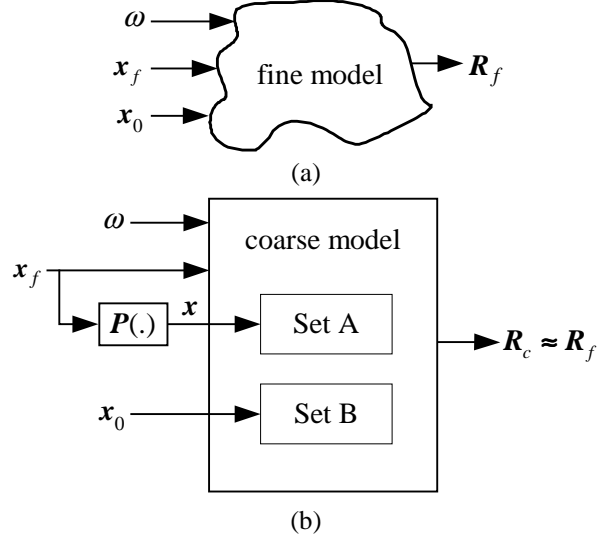 ω
x_f fine model R_f
x_0
(a)
ω
coarse model
x_f
P(.) x Set A
R_c ≈ R_f
x_0 Set B
(b)